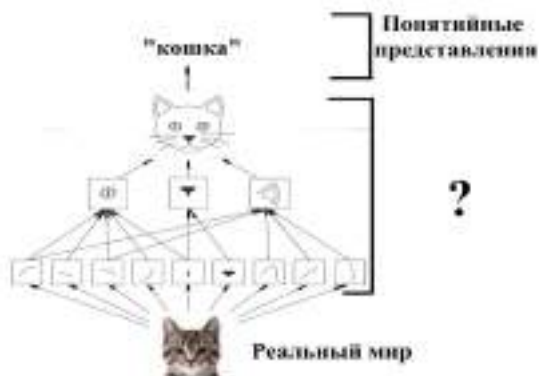 Понятийные
представления
"кошка"
?
Реальный мир